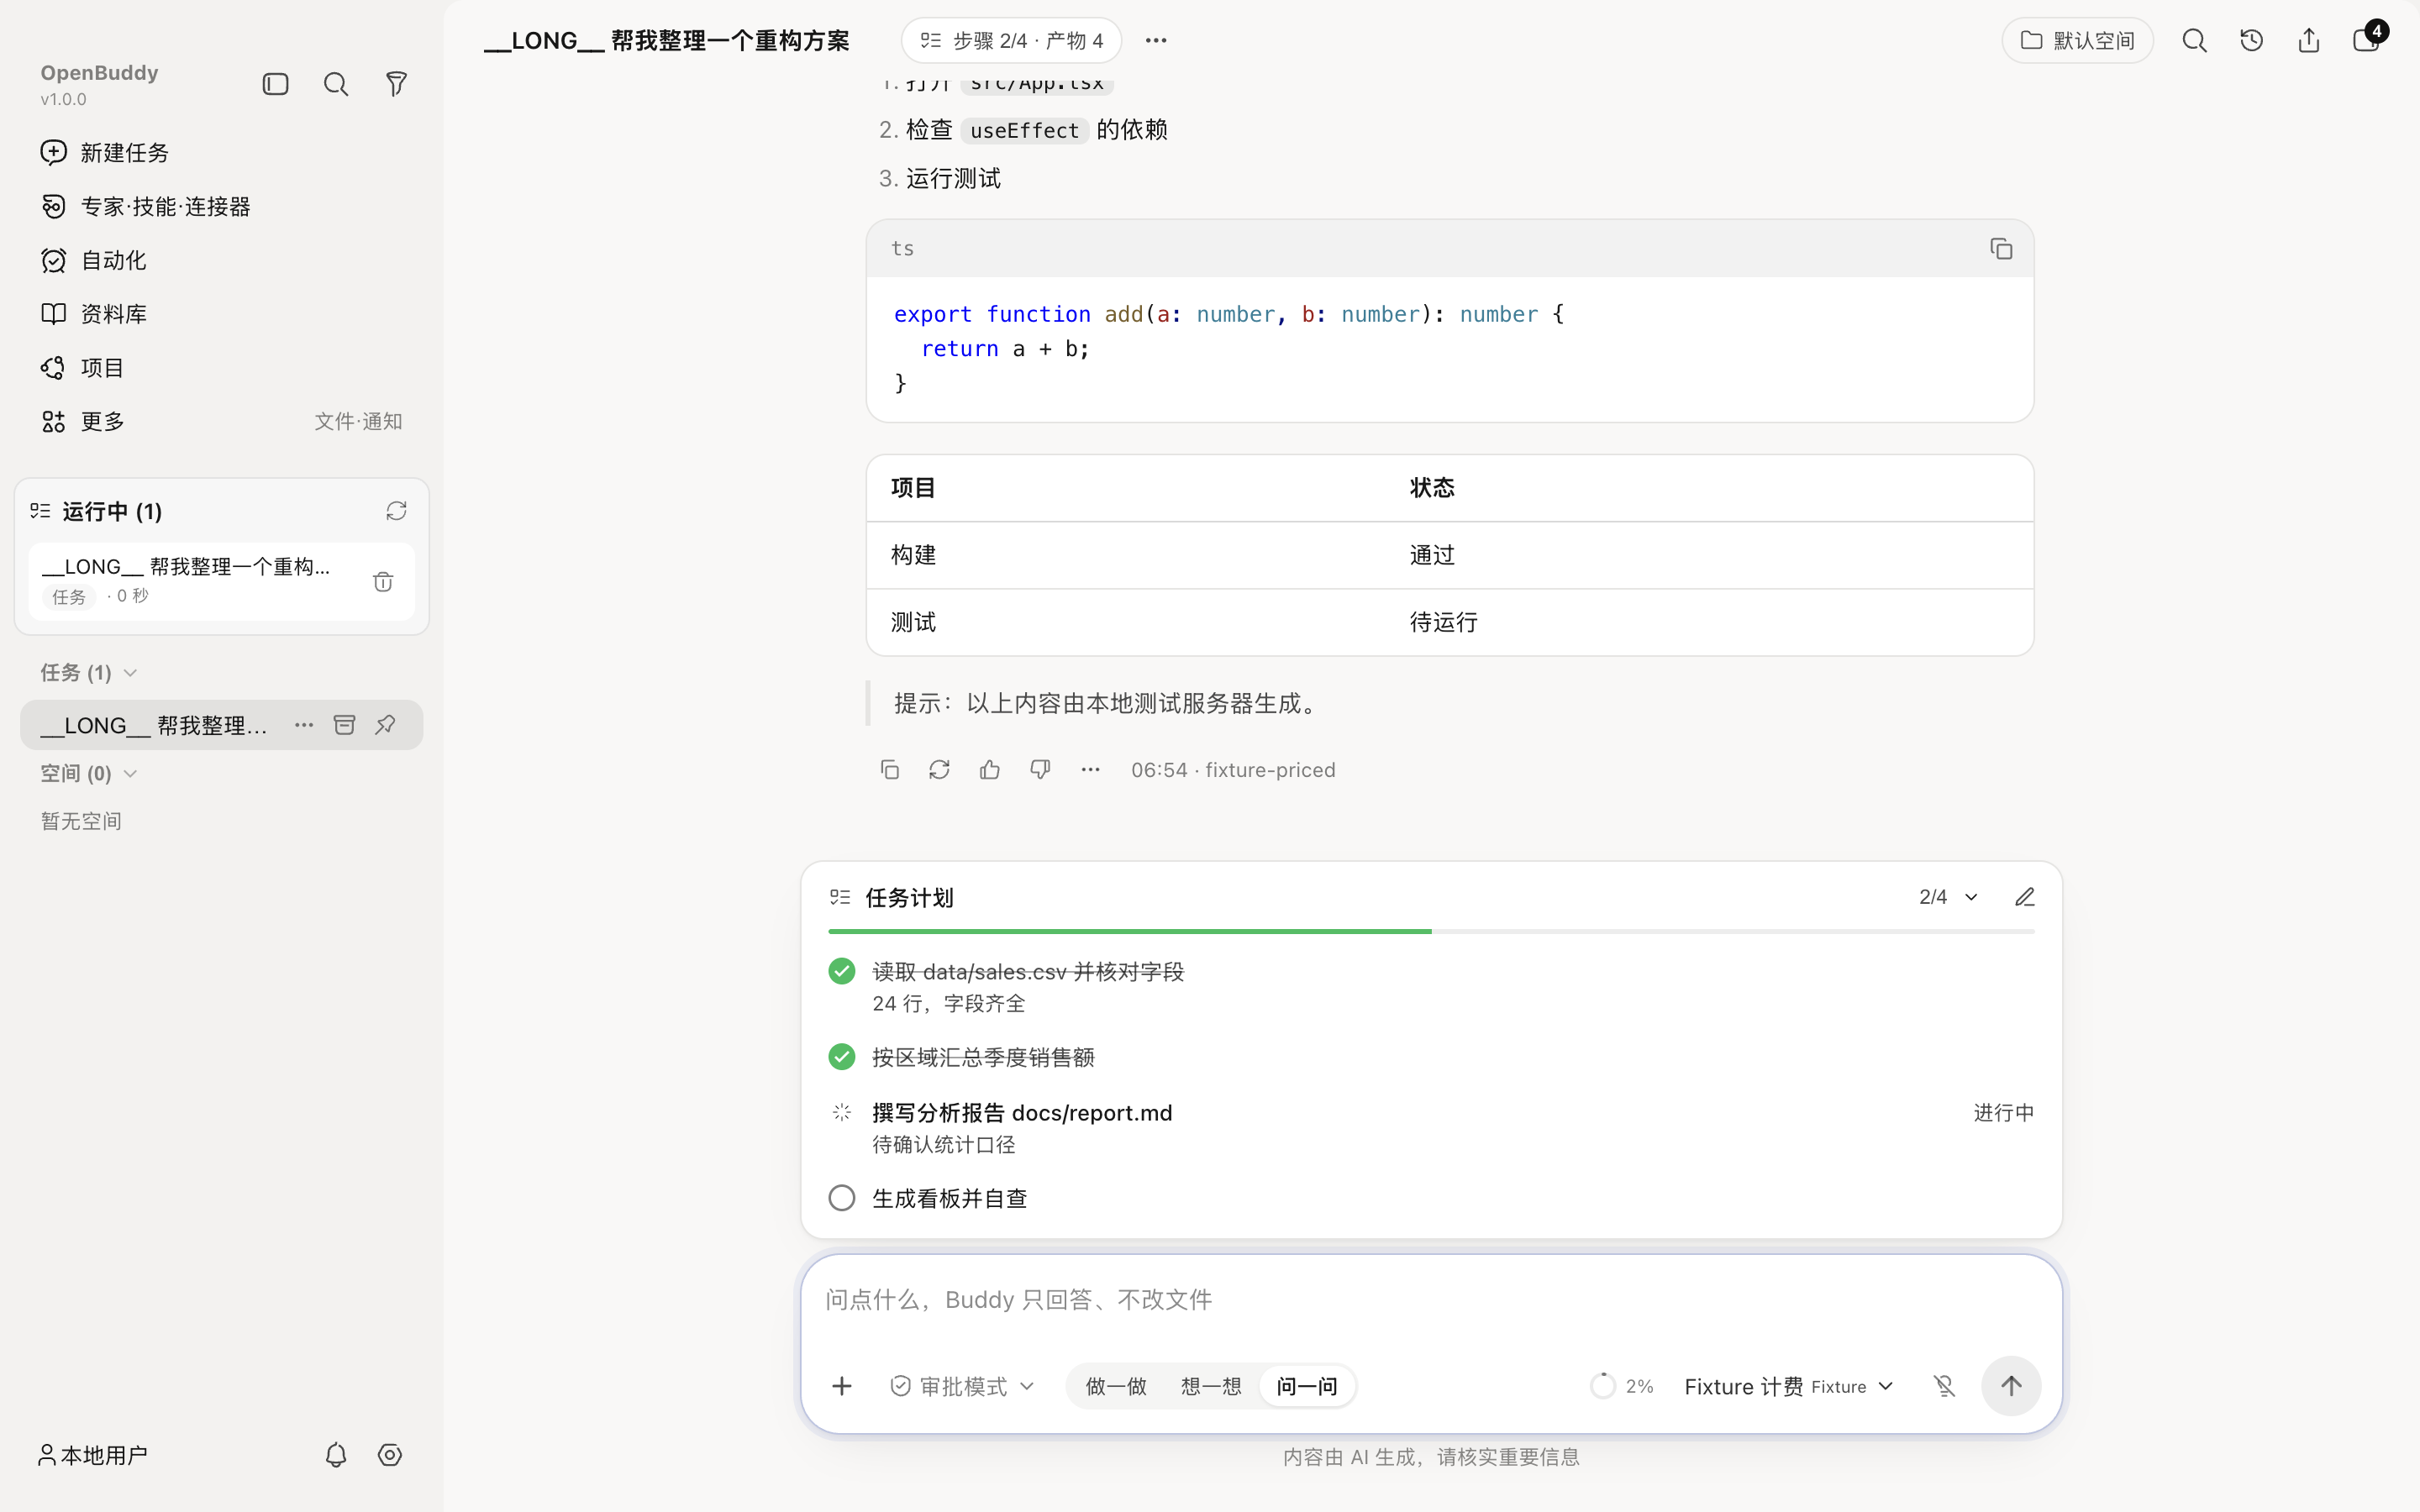 OpenBuddy
v1.0.0
新建任务
专家·技能·连接器
自动化
资料库
项目
更多 文件·通知
运行中 (1)
__LONG__ 帮我整理一个重构...
任务 · 0 秒
任务 (1)
__LONG__ 帮我整理...
空间 (0)
暂无空间
本地用户
__LONG__ 帮我整理一个重构方案 步骤 2/4 · 产物 4 默认空间 4
1. 打开 src/App.tsx
2. 检查 useEffect 的依赖
3. 运行测试
ts
export function add(a: number, b: number): number {
return a + b;
}
项目 状态
构建 通过
测试 待运行
提示：以上内容由本地测试服务器生成。
06:54 · fixture-priced
任务计划 2/4
读取 data/sales.csv 并核对字段
24 行，字段齐全
按区域汇总季度销售额
撰写分析报告 docs/report.md 进行中
待确认统计口径
生成看板并自查
问点什么，Buddy 只回答、不改文件
审批模式 做一做 想一想 问一问 2% Fixture 计费 Fixture
内容由 AI 生成，请核实重要信息